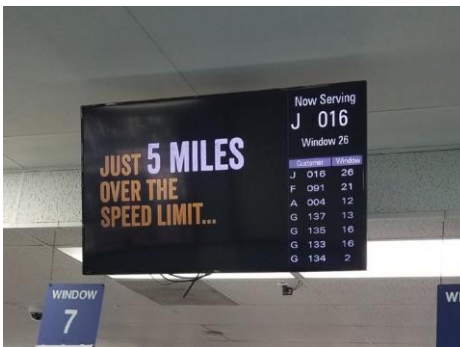 JUST 5 MILES
OVER THE
SPEED LIMIT...
Now Serving
J 016
Window 26
Customer Window
J 016 26
F 091 21
A 004 12
G 137 13
G 135 16
G 133 16
G 134 2
WINDOW
7
WI